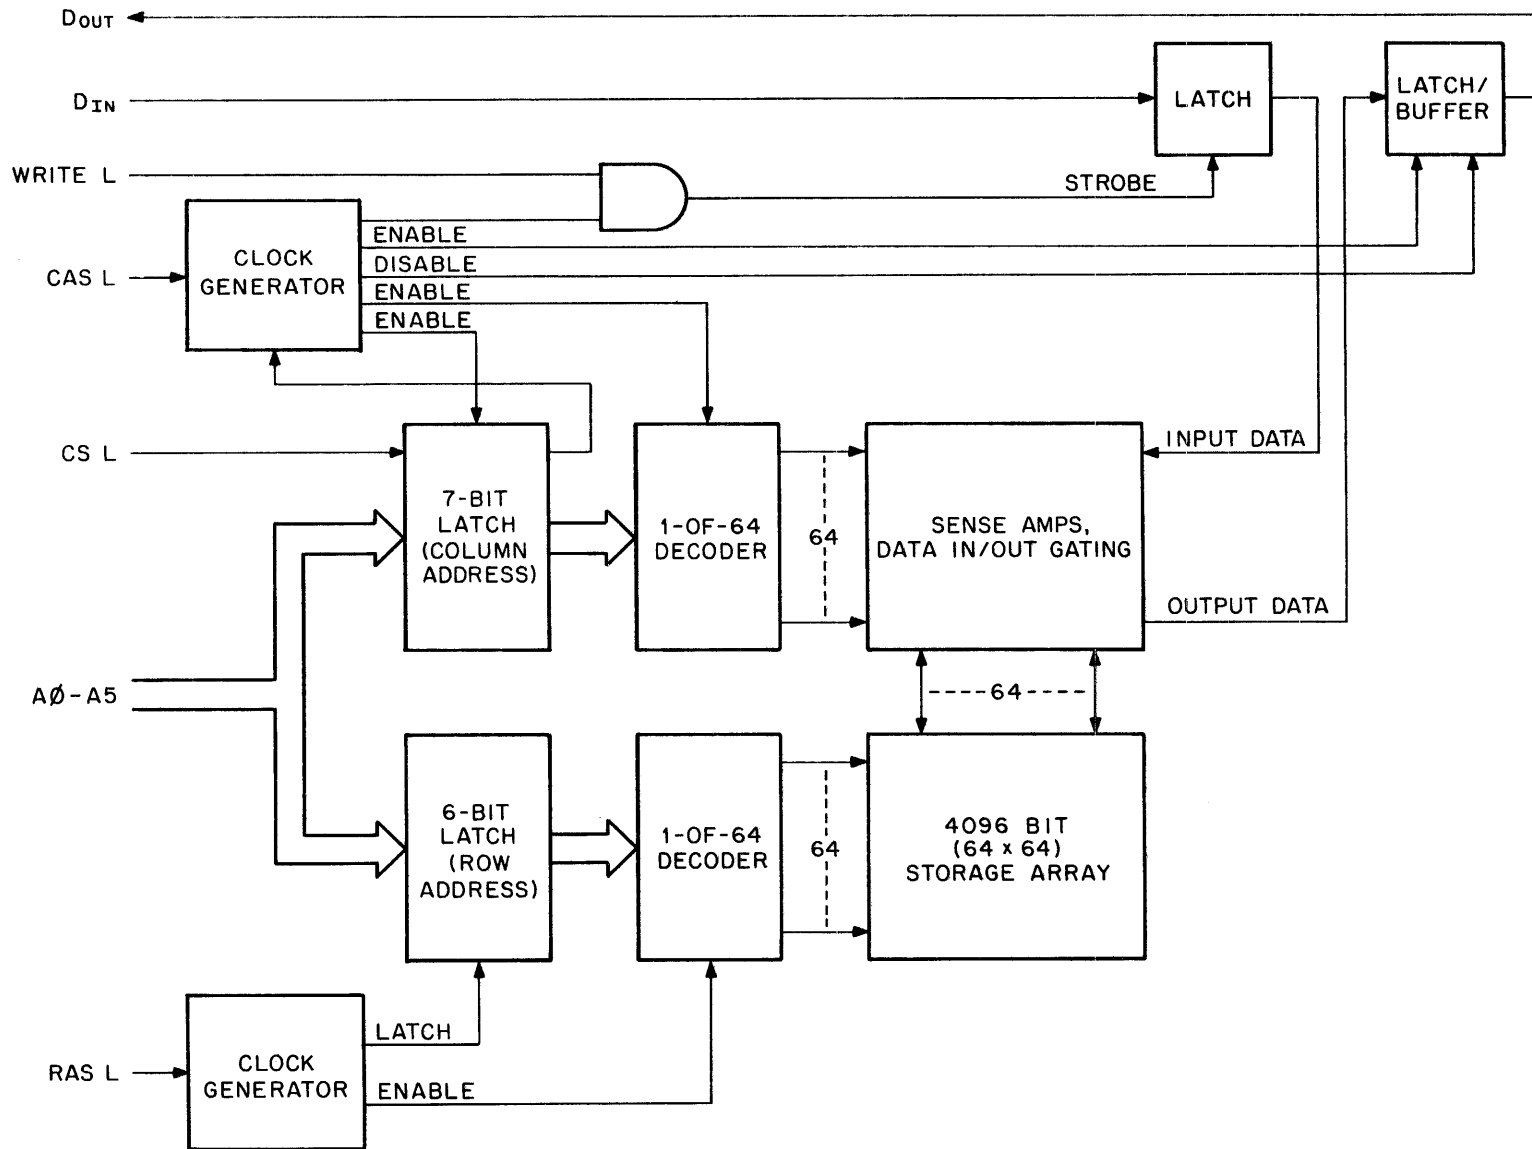 DOUT
DIN
LATCH
LATCH/
BUFFER
WRITE L
STROBE
CLOCK
GENERATOR
CAS L
ENABLE
DISABLE
ENABLE
ENABLE
CS L
7-BIT
LATCH
(COLUMN
ADDRESS)
1-OF-64
DECODER
64
SENSE AMPS,
DATA IN/OUT GATING
INPUT DATA
OUTPUT DATA
AØ-A5
64
6-BIT
LATCH
(ROW
ADDRESS)
1-OF-64
DECODER
64
4096 BIT
(64 x 64)
STORAGE ARRAY
RAS L
CLOCK
GENERATOR
LATCH
ENABLE